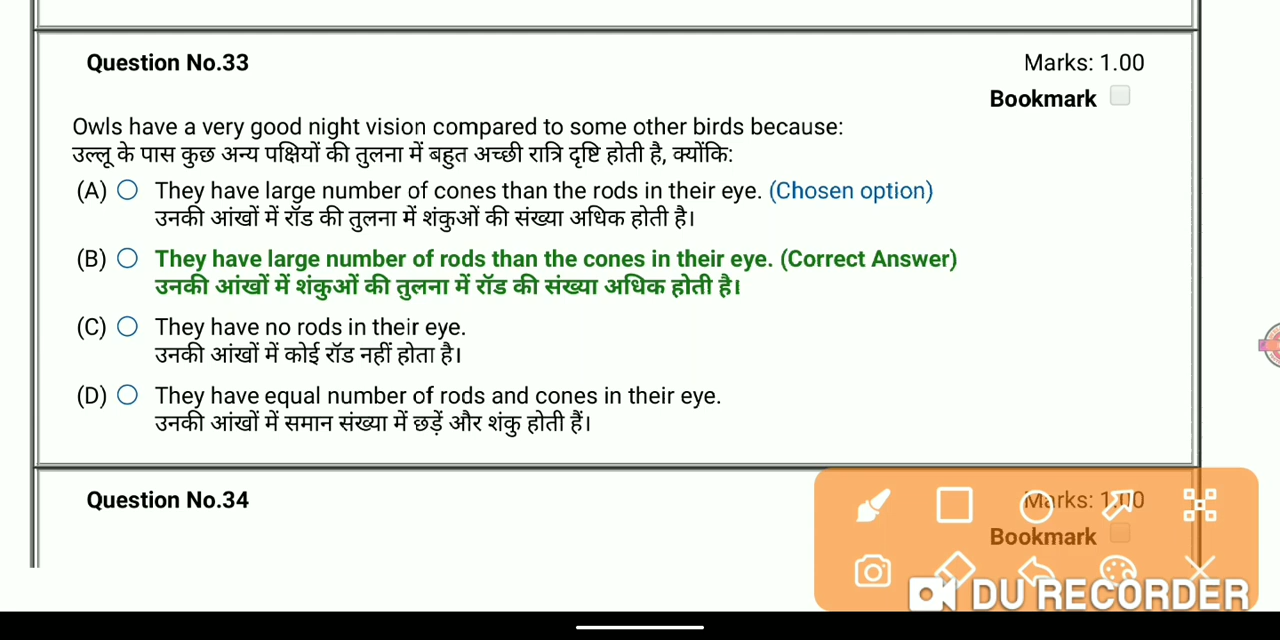 Question No.33
Marks: 1.00
Bookmark
Owls have a very good night vision compared to some other birds because:
उल्लू के पास कुछ अन्य पक्षियों की तुलना में बहुत अच्छी रात्रि दृष्टि होती है, क्योंकि:
(A) They have large number of cones than the rods in their eye. (Chosen option)
उनकी आंखों में रॉड की तुलना में शंकुओं की संख्या अधिक होती है।
(B) They have large number of rods than the cones in their eye. (Correct Answer)
उनकी आंखों में शंकुओं की तुलना में रॉड की संख्या अधिक होती है।
(C) They have no rods in their eye.
उनकी आंखों में कोई रॉड नहीं होता है।
(D) They have equal number of rods and cones in their eye.
उनकी आंखों में समान संख्या में छड़ें और शंकु होती हैं।
Question No.34
Marks: 1.00
Bookmark
DU RECORDER